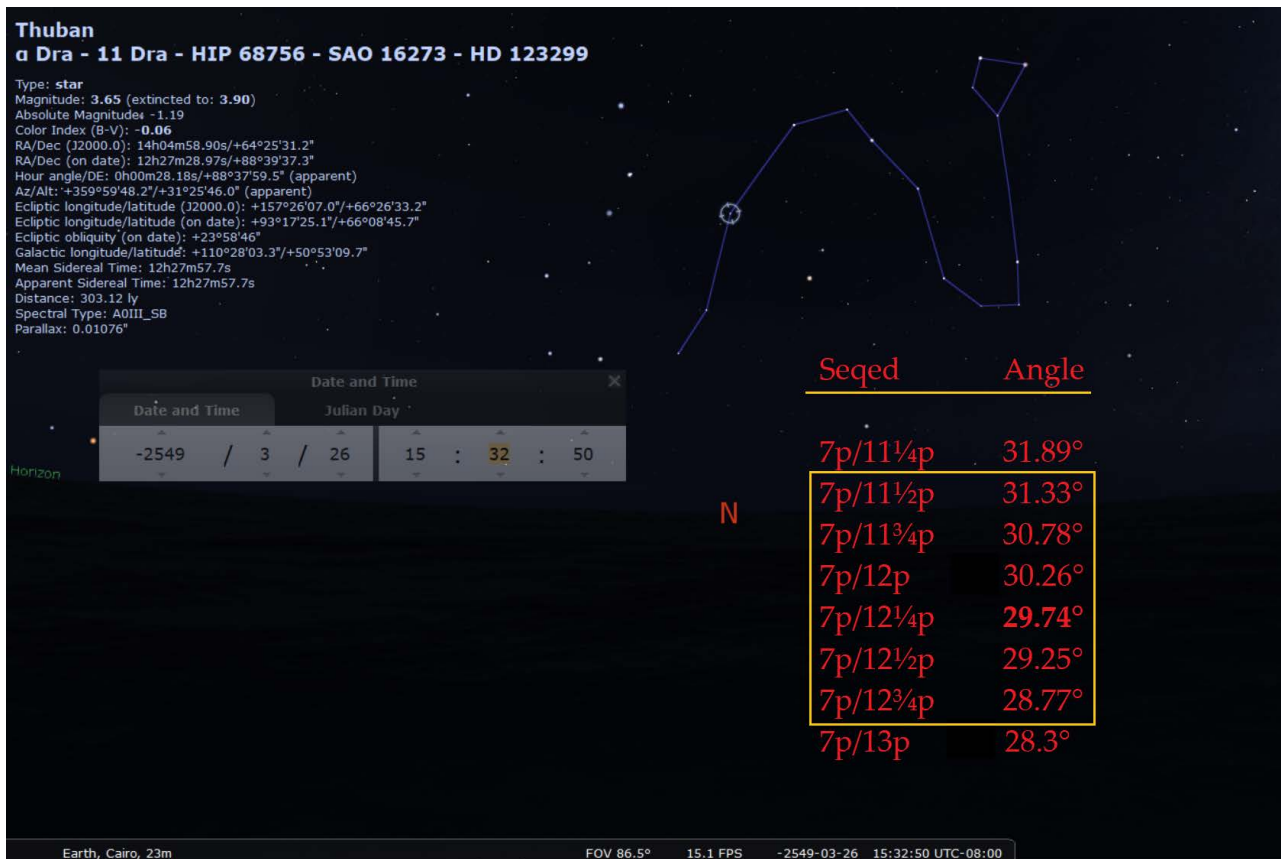 Thuban
α Dra - 11 Dra - HIP 68756 - SAO 16273 - HD 123299
Type: star
Magnitude: 3.65 (extincted to: 3.90)
Absolute Magnitude: -1.19
Color Index (B-V): -0.06
RA/Dec (J2000.0): 14h04m58.90s/+64°25'31.2"
RA/Dec (on date): 12h27m28.97s/+88°39'37.3"
Hour angle/DE: 0h00m28.18s/+88°37'59.5" (apparent)
Az/Alt: +359°59'48.2"/+31°25'46.0" (apparent)
Ecliptic longitude/latitude (J2000.0): +157°26'07.0"/+66°26'33.2"
Ecliptic longitude/latitude (on date): +93°17'25.1"/+66°08'45.7"
Ecliptic obliquity (on date): +23°58'46"
Galactic longitude/latitude: +110°28'03.3"/+50°53'09.7"
Mean Sidereal Time: 12h27m57.7s
Apparent Sidereal Time: 12h27m57.7s
Distance: 303.12 ly
Spectral Type: A0III_SB
Parallax: 0.01076"
Date and Time
Date and Time Julian Day
-2549 / 3 / 26 15 : 32 : 50
Horizon
N
Seqed Angle
7p/11¼p 31.89°
7p/11½p 31.33°
7p/11¾p 30.78°
7p/12p 30.26°
7p/12¼p 29.74°
7p/12½p 29.25°
7p/12¾p 28.77°
7p/13p 28.3°
Earth, Cairo, 23m FOV 86.5° 15.1 FPS -2549-03-26 15:32:50 UTC-08:00